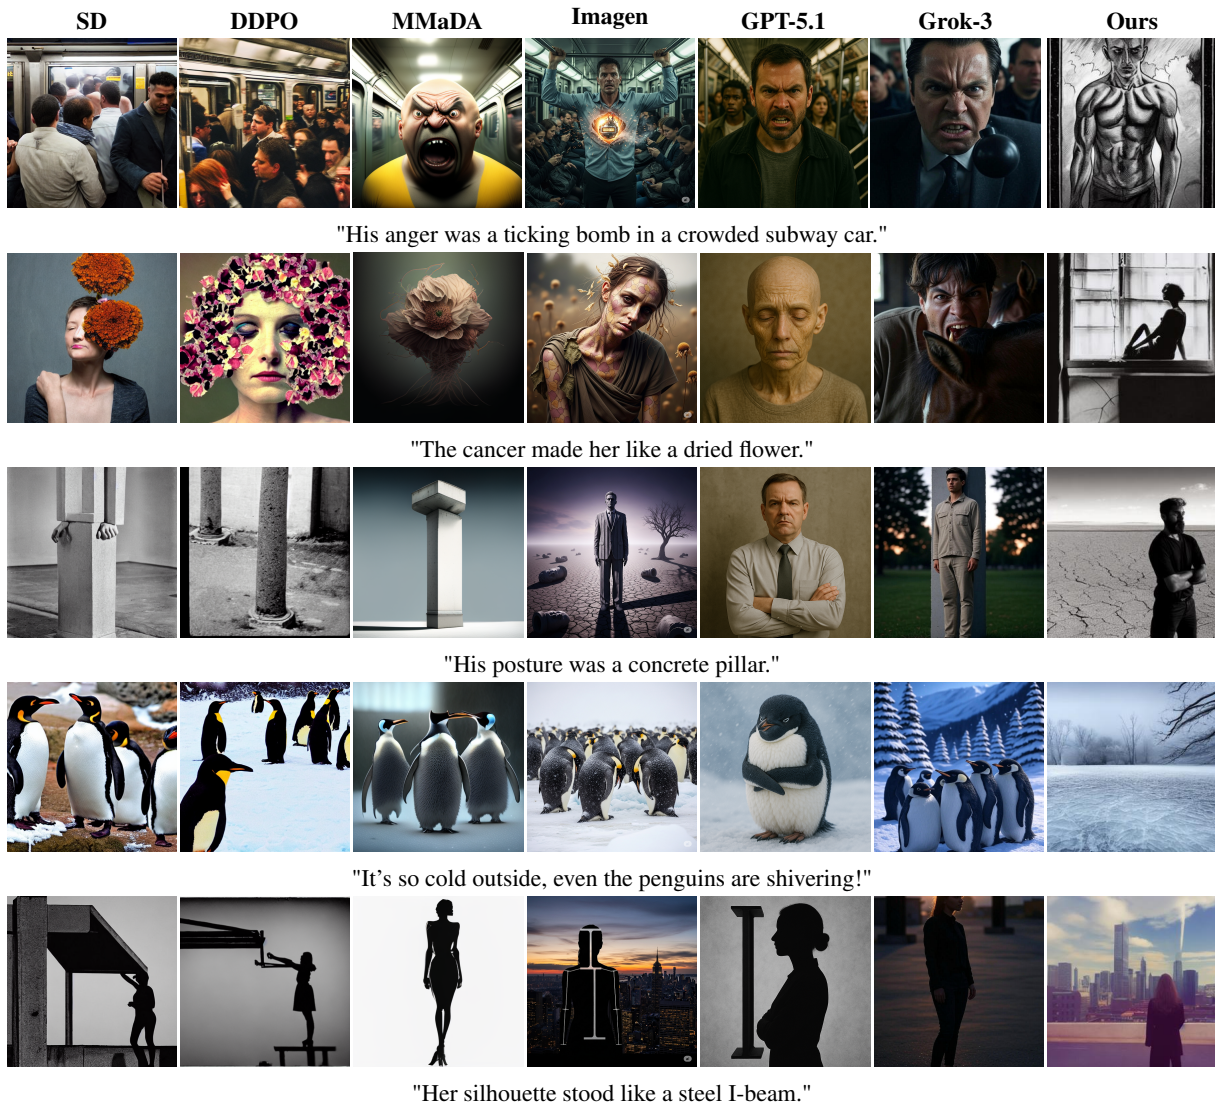 SD DDPO MMaDA Imagen GPT-5.1 Grok-3 Ours
"His anger was a ticking bomb in a crowded subway car."
"The cancer made her like a dried flower."
"His posture was a concrete pillar."
"It's so cold outside, even the penguins are shivering!"
"Her silhouette stood like a steel I-beam."